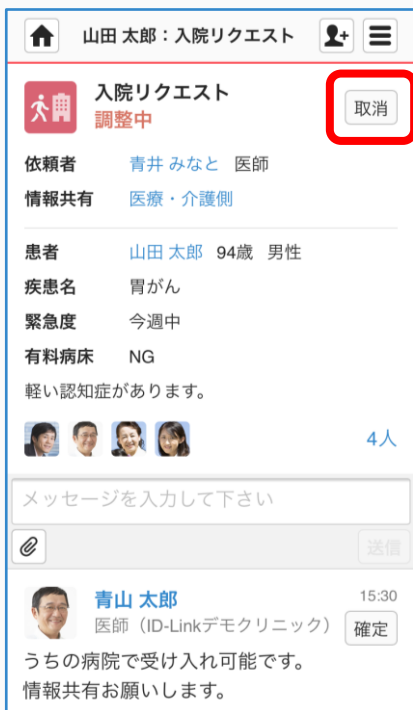 山田 太郎：入院リクエスト
入院リクエスト
調整中
取消
依頼者 青井 みなと 医師
情報共有 医療・介護側
患者 山田 太郎 94歳 男性
疾患名 胃がん
緊急度 今週中
有料病床 NG
軽い認知症があります。
4人
メッセージを入力して下さい
送信
青山 太郎 15:30
医師（ID-Linkデモクリニック） 確定
うちの病院で受け入れ可能です。
情報共有お願いします。